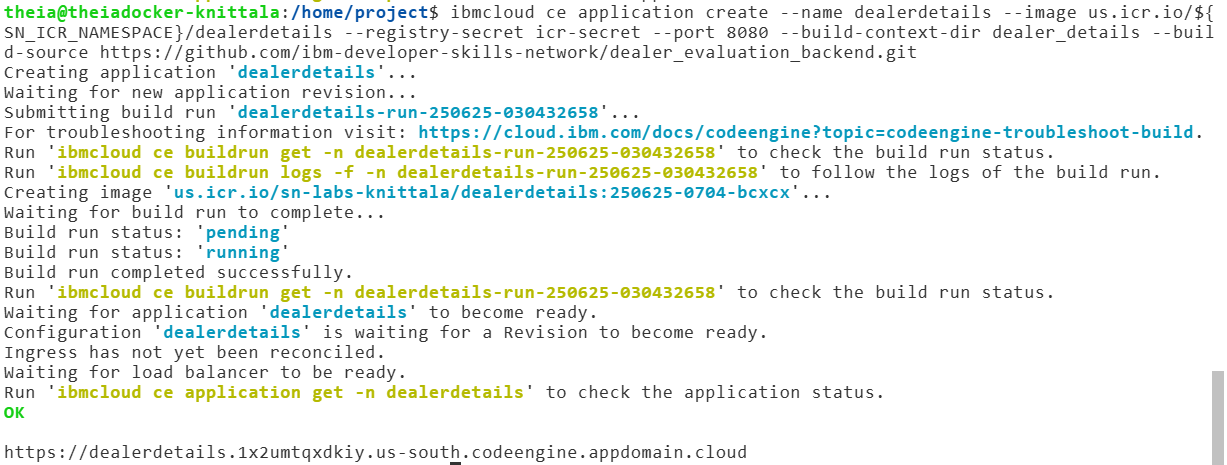 theia@theiadocker-knittala:/home/project$ ibmcloud ce application create --name dealerdetails --image us.icr.io/${
SN_ICR_NAMESPACE}/dealerdetails --registry-secret icr-secret --port 8080 --build-context-dir dealer_details --buil
d-source https://github.com/ibm-developer-skills-network/dealer_evaluation_backend.git
Creating application 'dealerdetails'...
Waiting for new application revision...
Submitting build run 'dealerdetails-run-250625-030432658'...
For troubleshooting information visit: https://cloud.ibm.com/docs/codeengine?topic=codeengine-troubleshoot-build.
Run 'ibmcloud ce buildrun get -n dealerdetails-run-250625-030432658' to check the build run status.
Run 'ibmcloud ce buildrun logs -f -n dealerdetails-run-250625-030432658' to follow the logs of the build run.
Creating image 'us.icr.io/sn-labs-knittala/dealerdetails:250625-0704-bcxcx'...
Waiting for build run to complete...
Build run status: 'pending'
Build run status: 'running'
Build run completed successfully.
Run 'ibmcloud ce buildrun get -n dealerdetails-run-250625-030432658' to check the build run status.
Waiting for application 'dealerdetails' to become ready.
Configuration 'dealerdetails' is waiting for a Revision to become ready.
Ingress has not yet been reconciled.
Waiting for load balancer to be ready.
Run 'ibmcloud ce application get -n dealerdetails' to check the application status.
OK
https://dealerdetails.1x2umtqxdkiy.us-south.codeengine.appdomain.cloud